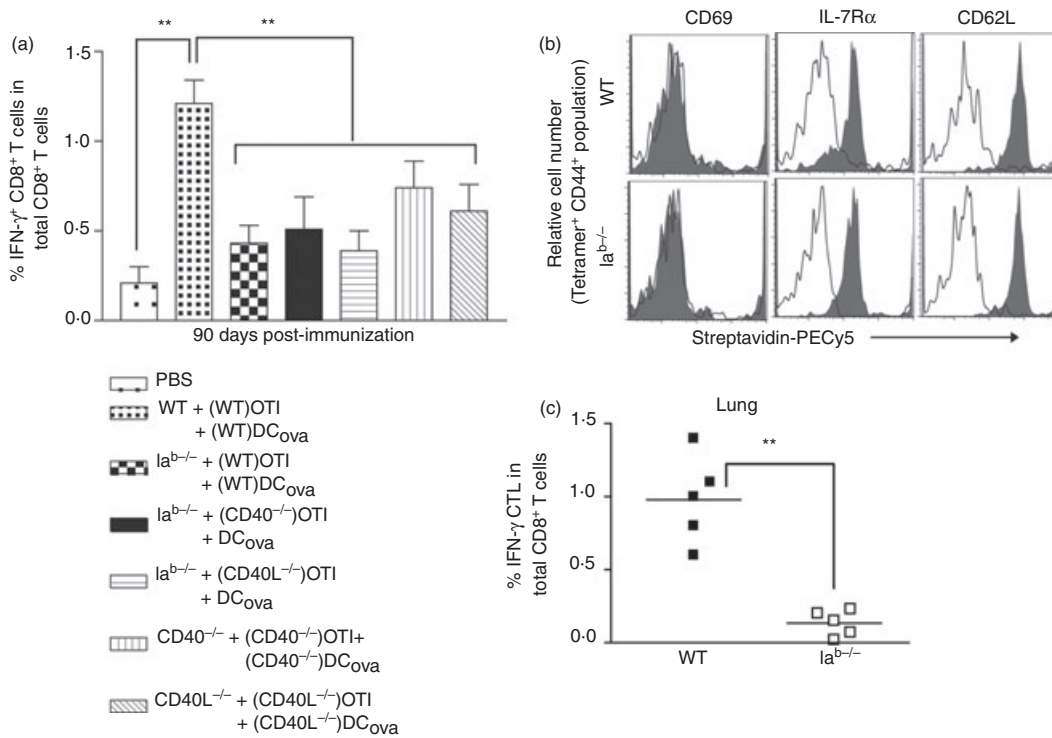 (a)
**
**
1·5
1·0
0·5
0·0
% IFN-γ⁺ CD8⁺ T cells in
total CD8⁺ T cells
90 days post-immunization
PBS
WT + (WT)OTI
+ (WT)DCova
Iaᵇ⁻/⁻ + (WT)OTI
+ (WT)DCova
Iaᵇ⁻/⁻ + (CD40⁻/⁻)OTI
+ DCova
Iaᵇ⁻/⁻ + (CD40L⁻/⁻)OTI
+ DCova
CD40⁻/⁻ + (CD40⁻/⁻)OTI+
(CD40⁻/⁻)DCova
CD40L⁻/⁻ + (CD40L⁻/⁻)OTI
+ (CD40L⁻/⁻)DCova
(b)
CD69
IL-7Rα
CD62L
Relative cell number
(Tetramer⁺ CD44⁺ population)
WT
Iaᵇ⁻/⁻
Streptavidin-PECy5
(c)
Lung
1·5
1·0
0·5
0·0
**
% IFN-γ CTL in
total CD8⁺ T cells
WT
Iaᵇ⁻/⁻